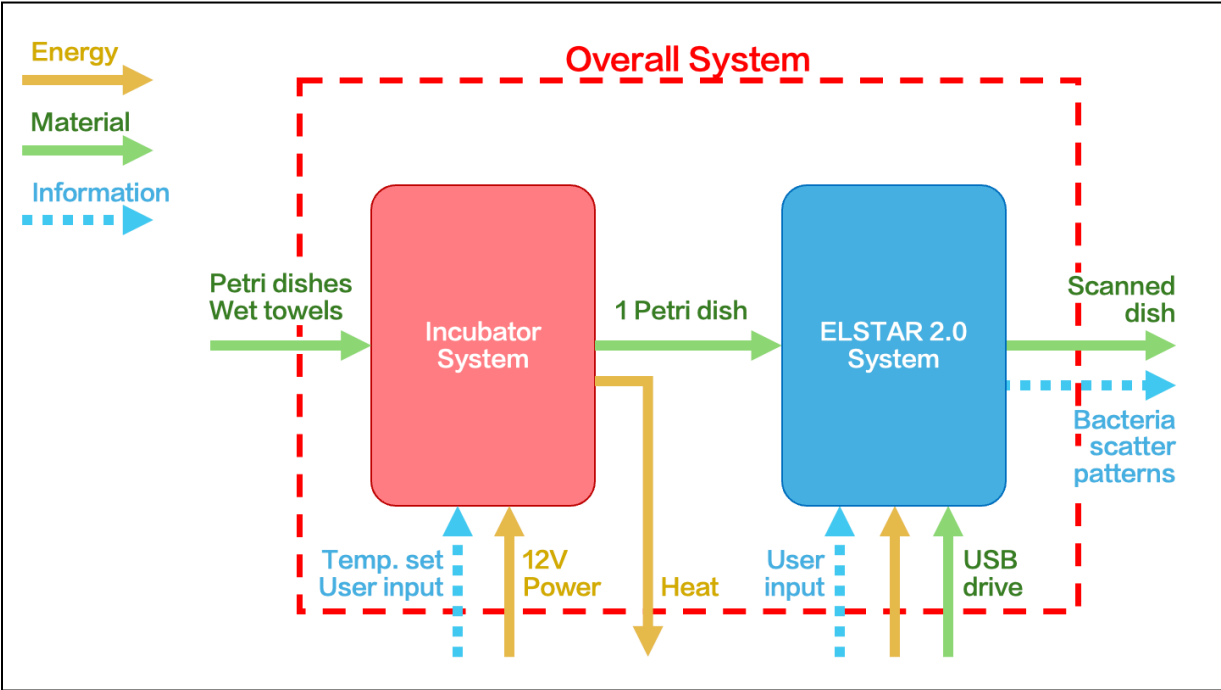 Energy
Overall System
Material
Information
Petri dishes
Wet towels
Incubator
System
1 Petri dish
ELSTAR 2.0
System
Scanned
dish
Bacteria
scatter
patterns
Temp. set
User input
12V
Power
Heat
User
input
USB
drive